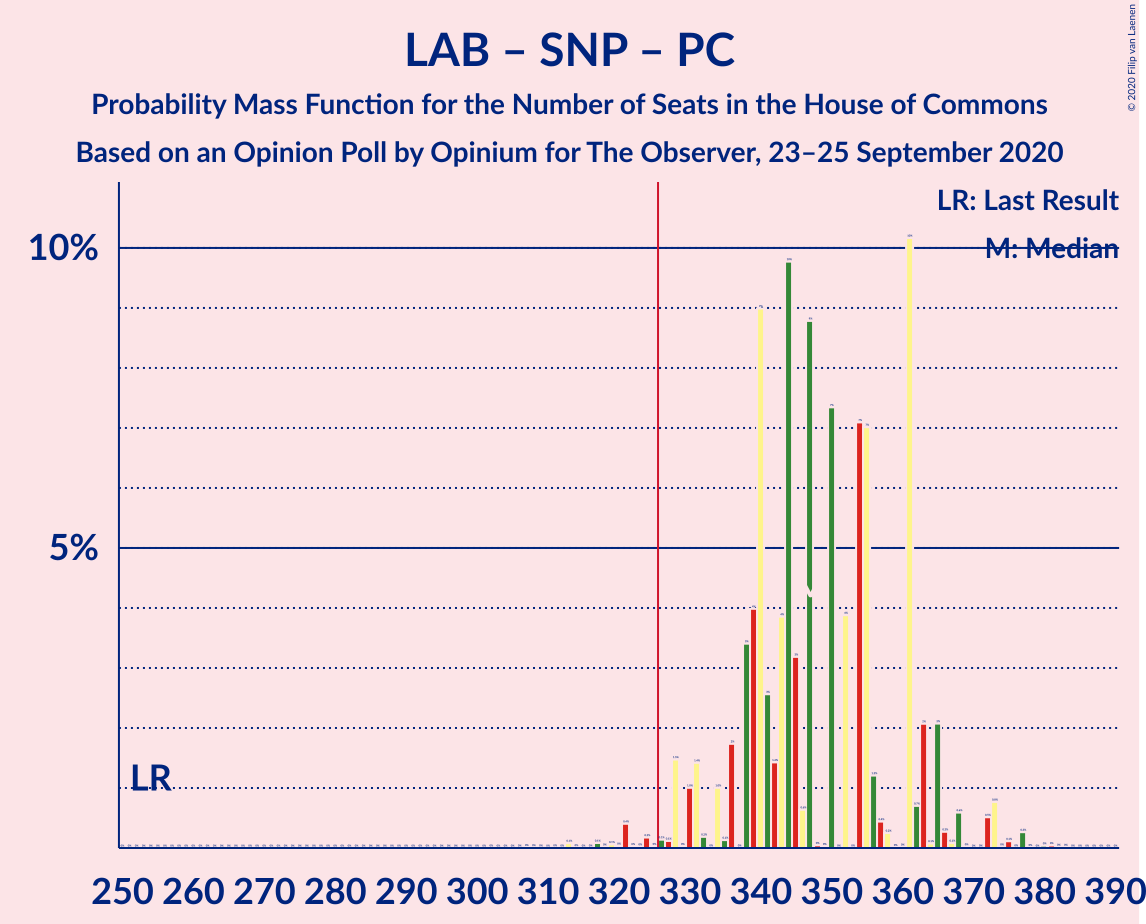 LAB – SNP – PC
Probability Mass Function for the Number of Seats in the House of Commons
Based on an Opinion Poll by Opinium for The Observer, 23–25 September 2020
© 2020 Filip van Laenen
LR: Last Result
M: Median
10%
5%
LR
250 260 270 280 290 300 310 320 330 340 350 360 370 380 390